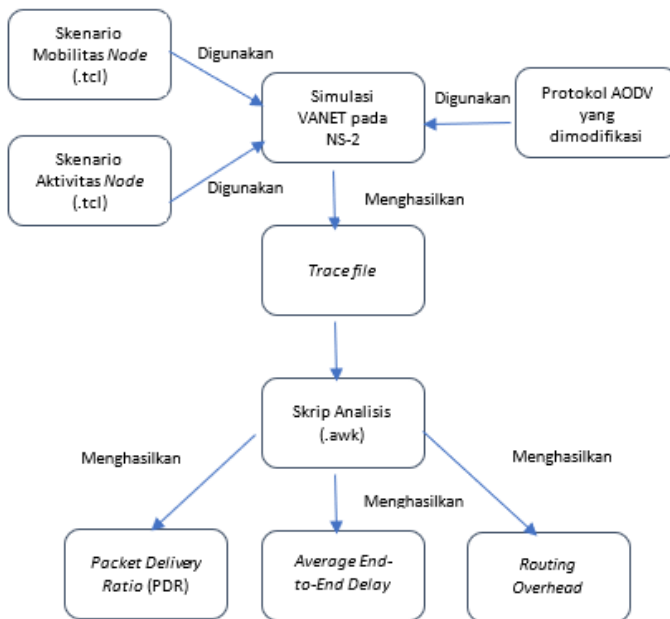 Skenario
Mobilitas Node
(.tcl)
Digunakan
Simulasi
VANET pada
NS-2
Digunakan
Protokol AODV
yang
dimodifikasi
Skenario
Aktivitas Node
(.tcl)
Digunakan
Menghasilkan
Trace file
Skrip Analisis
(.awk)
Menghasilkan
Menghasilkan
Menghasilkan
Packet Delivery
Ratio (PDR)
Average End-
to-End Delay
Routing
Overhead